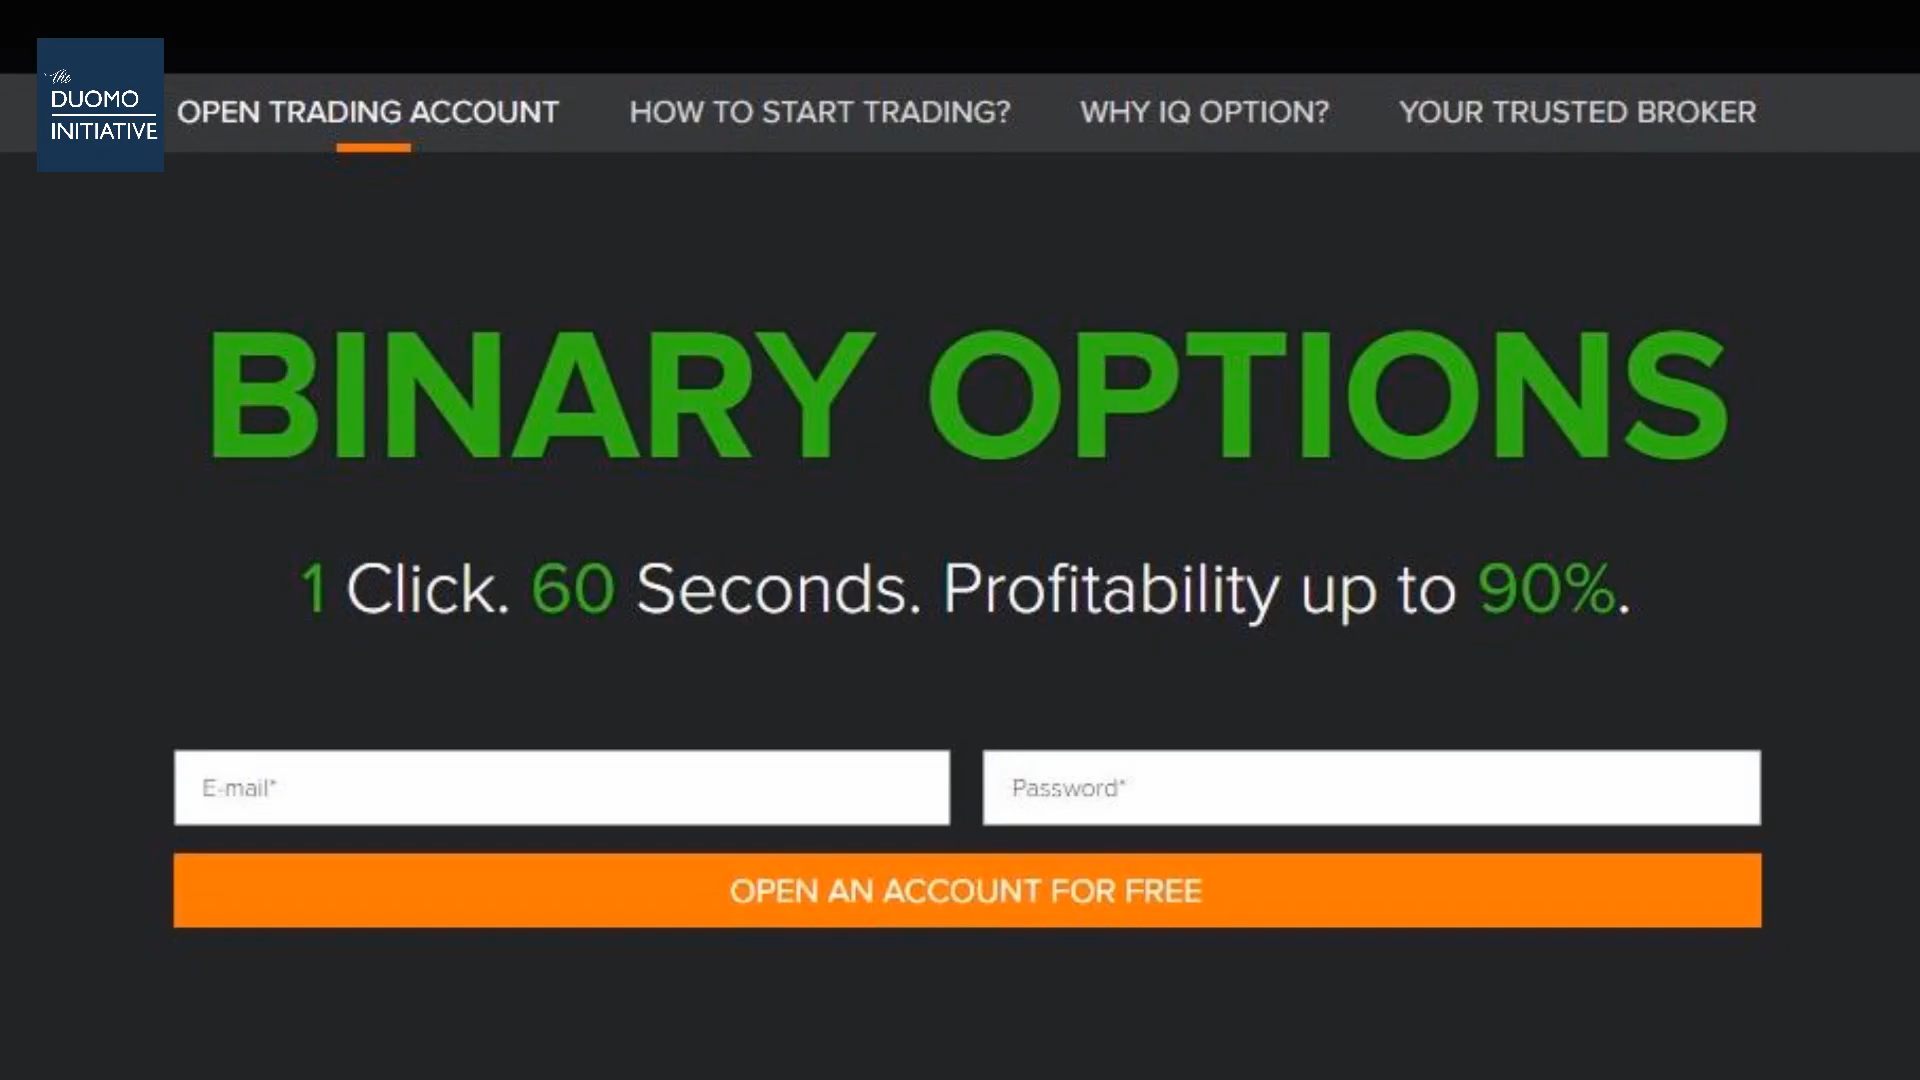 the
DUOMO
INITIATIVE
OPEN TRADING ACCOUNT
HOW TO START TRADING?
WHY IQ OPTION?
YOUR TRUSTED BROKER
BINARY OPTIONS
1 Click. 60 Seconds. Profitability up to 90%.
E-mail*
Password*
OPEN AN ACCOUNT FOR FREE